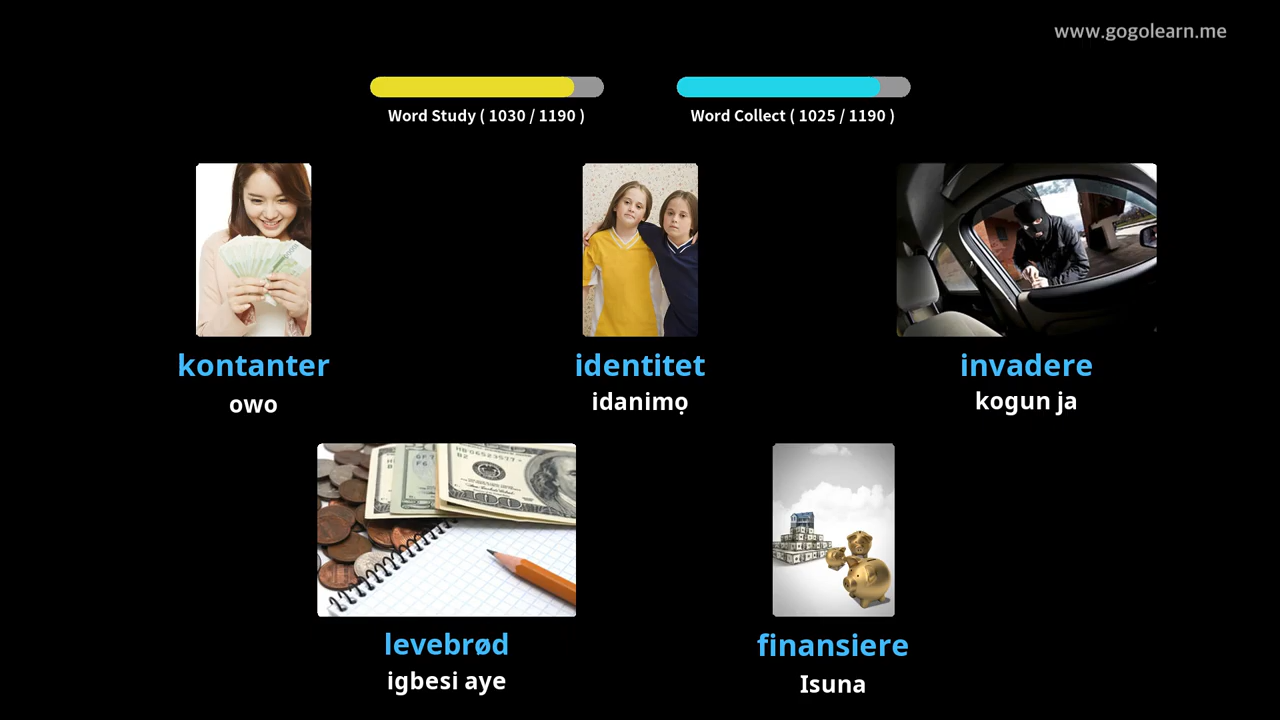 www.gogolearn.me
Word Study ( 1030 / 1190 )
Word Collect ( 1025 / 1190 )
kontanter
owo
identitet
idanimọ
invadere
kogun ja
levebrød
igbesi aye
finansiere
Isuna